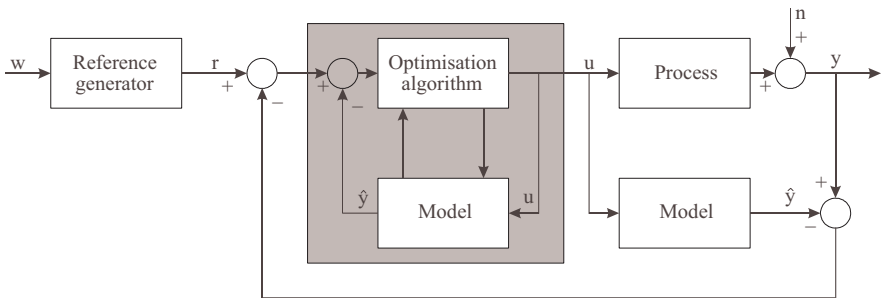 w
Reference
generator
r
+
−
+
−
Optimisation
algorithm
u
Process
+
n
+
y
ŷ
Model
u
Model
ŷ
+
−